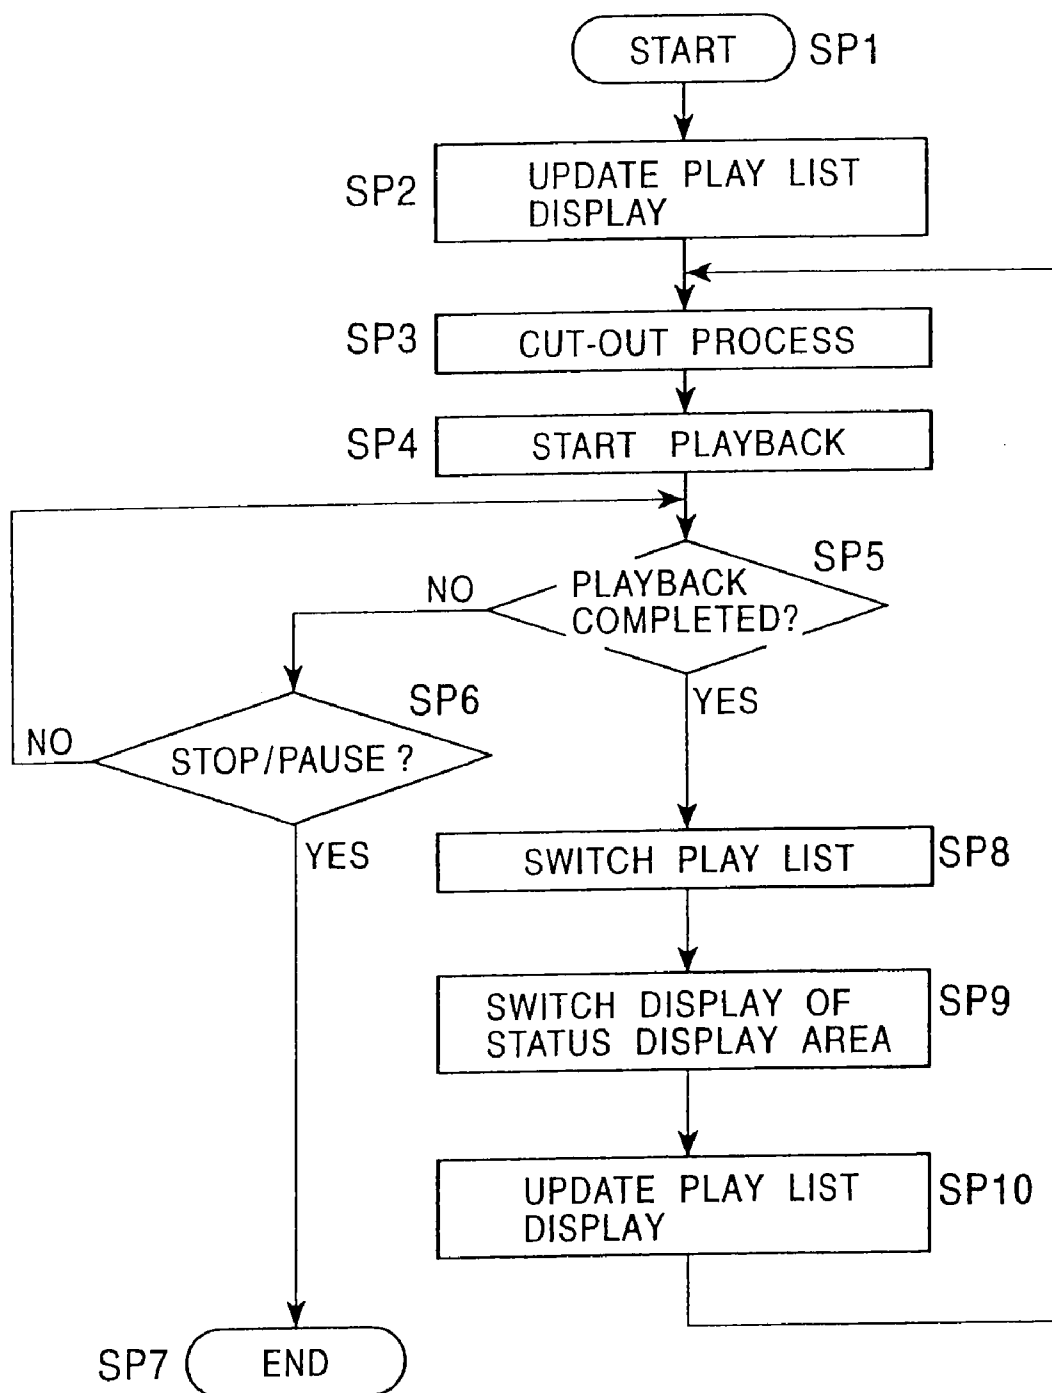 START SP1
SP2 UPDATE PLAY LIST
DISPLAY
SP3 CUT-OUT PROCESS
SP4 START PLAYBACK
SP5
NO PLAYBACK
COMPLETED?
YES
SP6
NO STOP/PAUSE?
YES
SWITCH PLAY LIST SP8
SWITCH DISPLAY OF SP9
STATUS DISPLAY AREA
UPDATE PLAY LIST SP10
DISPLAY
SP7 END